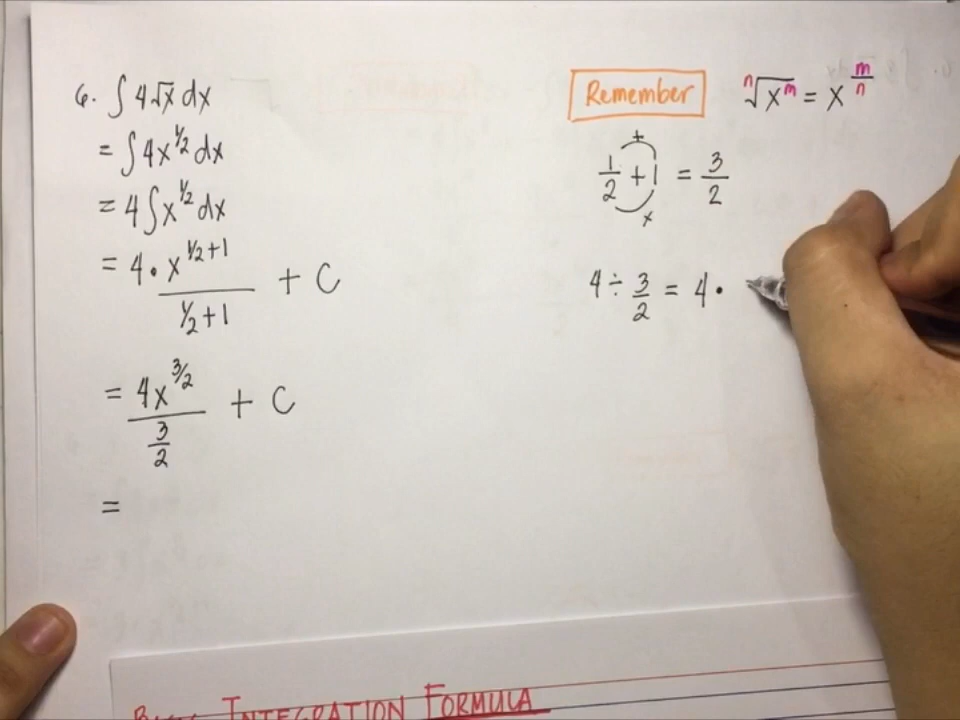 6. ∫ 4√x dx
= ∫ 4x^{1/2} dx
= 4 ∫ x^{1/2} dx
= 4 · x^{1/2+1} / (1/2+1) + C
= 4x^{3/2} / (3/2) + C
=
Remember
ⁿ√x^m = x^{m/n}
+
1/2 + 1 = 3/2
x
4 ÷ 3/2 = 4 ·
INTEGRATION FORMULA